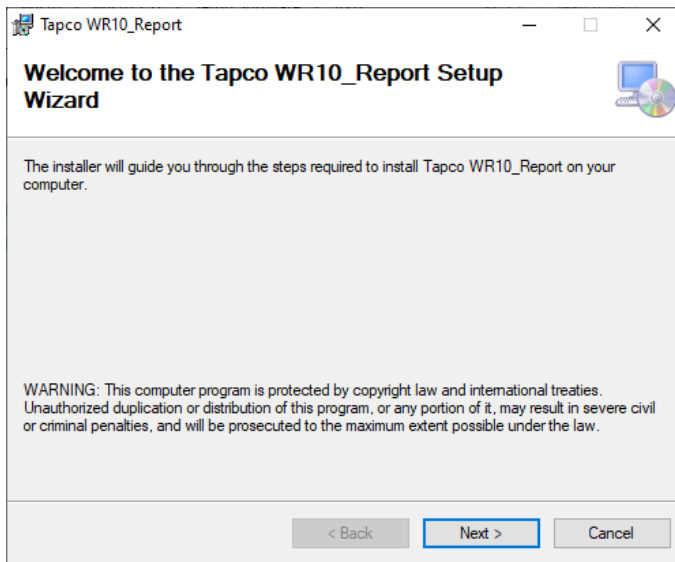 Tapco WR10_Report
Welcome to the Tapco WR10_Report Setup
Wizard
The installer will guide you through the steps required to install Tapco WR10_Report on your
computer.
WARNING: This computer program is protected by copyright law and international treaties.
Unauthorized duplication or distribution of this program, or any portion of it, may result in severe civil
or criminal penalties, and will be prosecuted to the maximum extent possible under the law.
< Back
Next >
Cancel